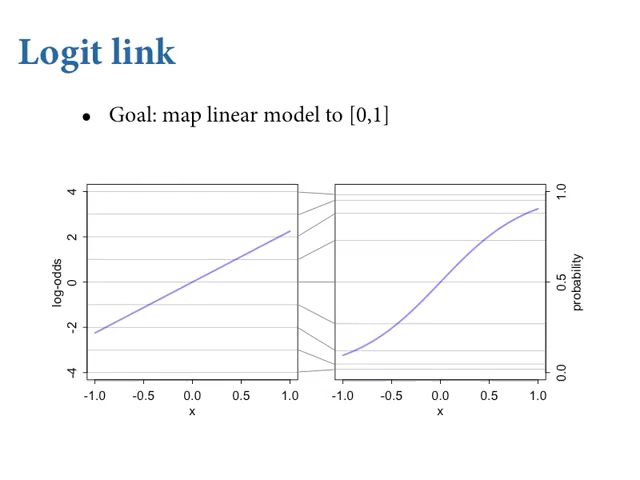 Logit link
• Goal: map linear model to [0,1]
log-odds
4
2
0
-2
-4
-1.0 -0.5 0.0 0.5 1.0
x
-1.0 -0.5 0.0 0.5 1.0
x
1.0
0.5
0.0
probability